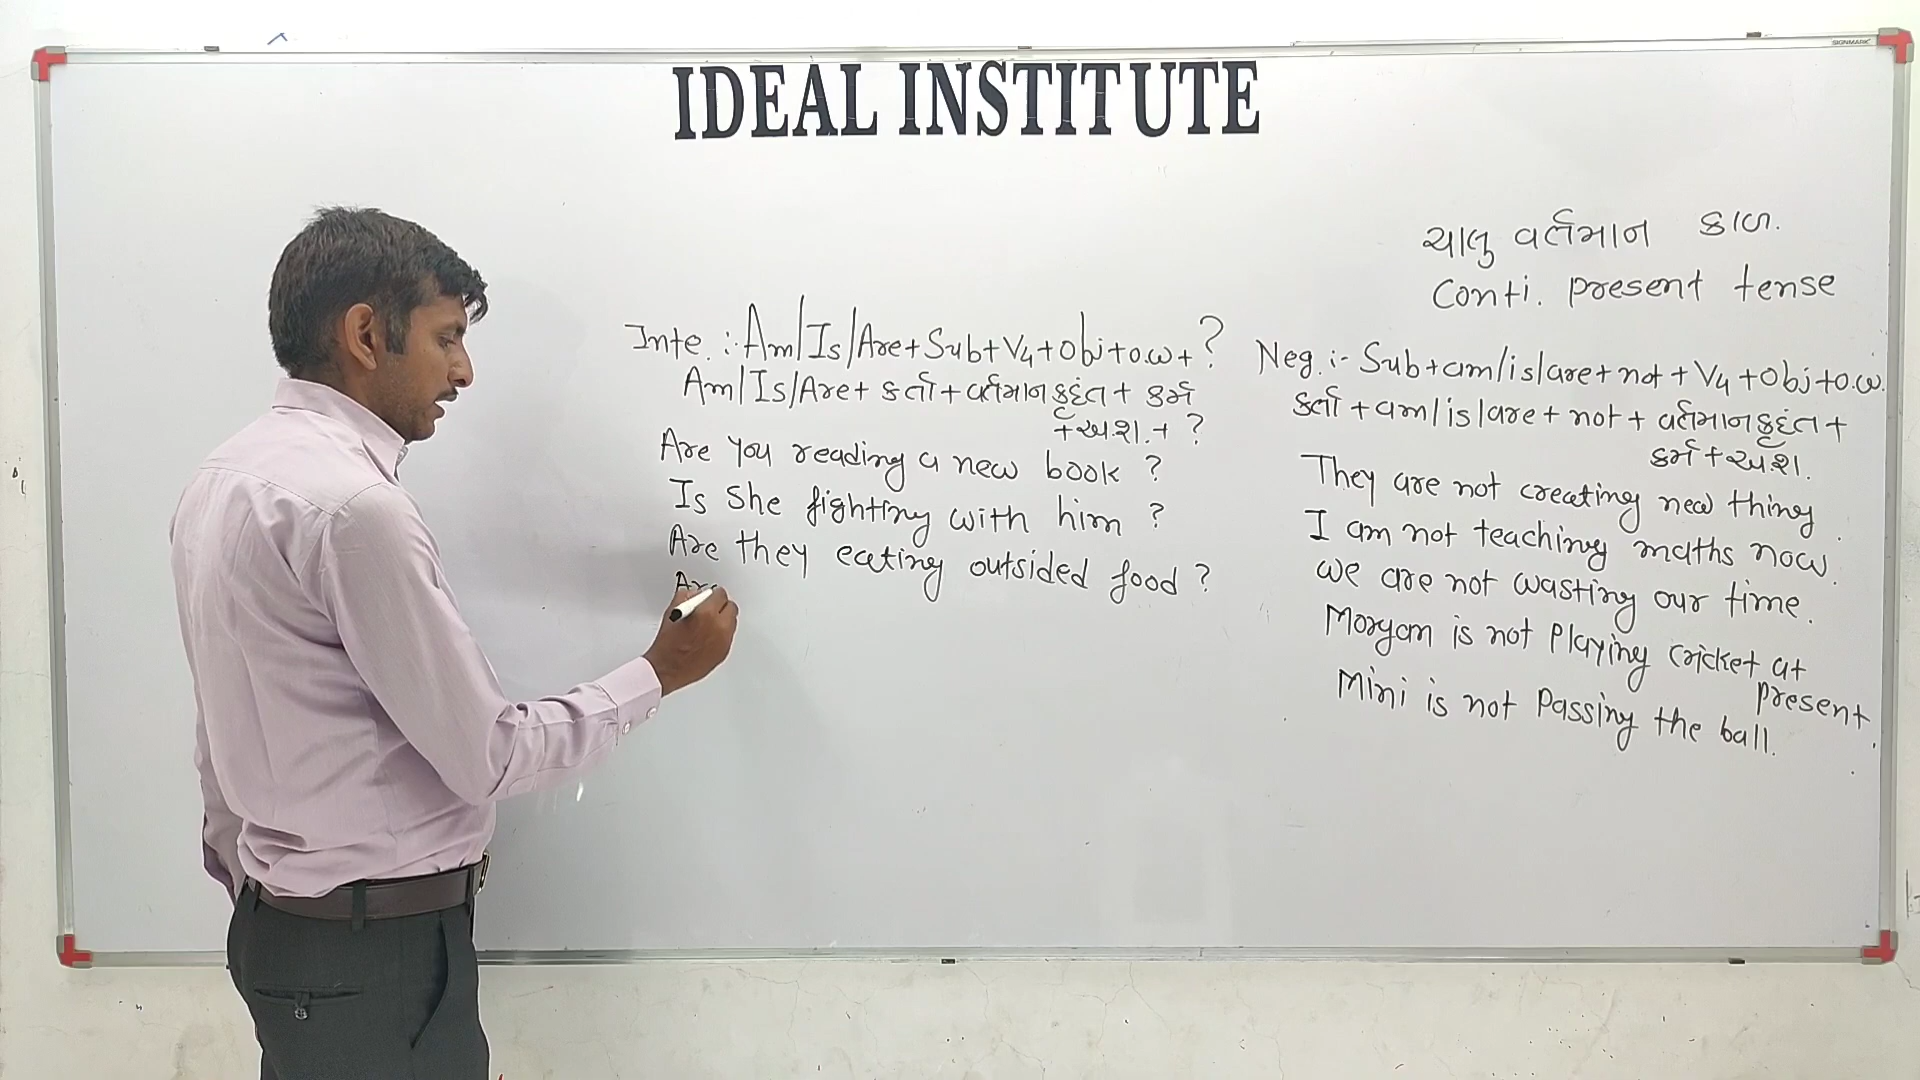 SIGNMARK
IDEAL INSTITUTE
ચાલુ વર્તમાન કાળ.
Conti. present tense
Inte. :- Am/Is/Are+Sub+V4+Obj+o.w+?
Am/Is/Are+ કર્તા + વર્તમાન કૃદંત + કર્મ
+અ.શ.+ ?
Are you reading a new book ?
Is She fighting with him ?
Are they eating outsided food ?
Are
Neg. :- Sub+am/is/are+not+V4+Obj+o.w.
કર્તા +am/is/are+ not + વર્તમાન કૃદંત +
કર્મ +અ.શ.
They are not creating new thing.
I am not teaching maths now.
we are not wasting our time.
Moryam is not Playing cricket at
present.
Mini is not Passing the ball.